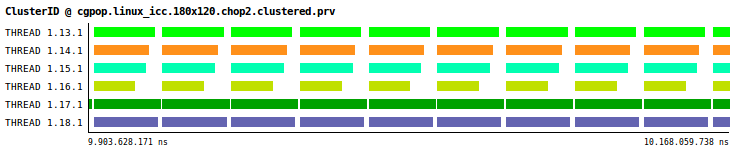 ClusterID @ cgpop.linux_icc.180x120.chop2.clustered.prv
THREAD 1.13.1
THREAD 1.14.1
THREAD 1.15.1
THREAD 1.16.1
THREAD 1.17.1
THREAD 1.18.1
9.903.628.171 ns 10.168.059.738 ns